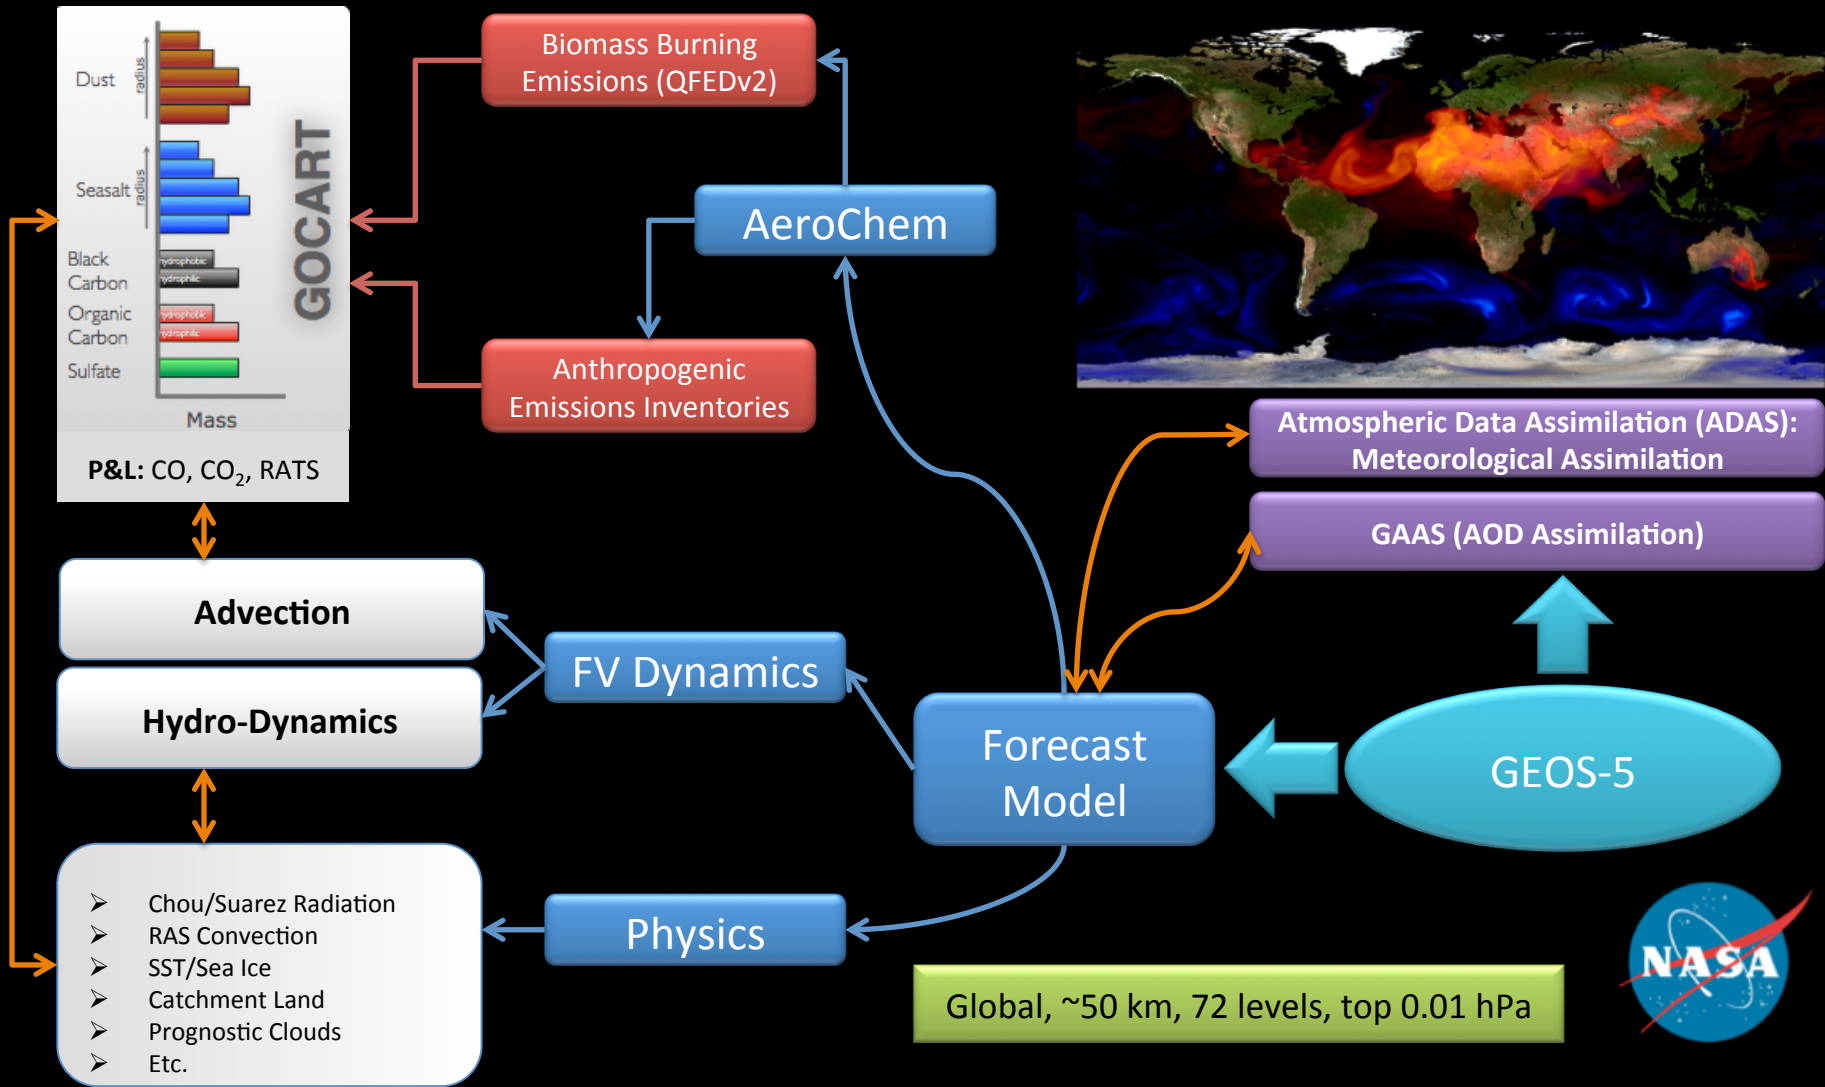 Dust
radius
Seasalt
radius
Black
Carbon
hydrophobic
hydrophilic
Organic
Carbon
hydrophobic
hydrophilic
Sulfate
Mass
GOCART
P&L: CO, CO₂, RATS
Biomass Burning
Emissions (QFEDv2)
AeroChem
Anthropogenic
Emissions Inventories
Atmospheric Data Assimilation (ADAS):
Meteorological Assimilation
GAAS (AOD Assimilation)
Advection
Hydro-Dynamics
FV Dynamics
Forecast
Model
GEOS-5
Physics
Chou/Suarez Radiation
RAS Convection
SST/Sea Ice
Catchment Land
Prognostic Clouds
Etc.
Global, ~50 km, 72 levels, top 0.01 hPa
NASA